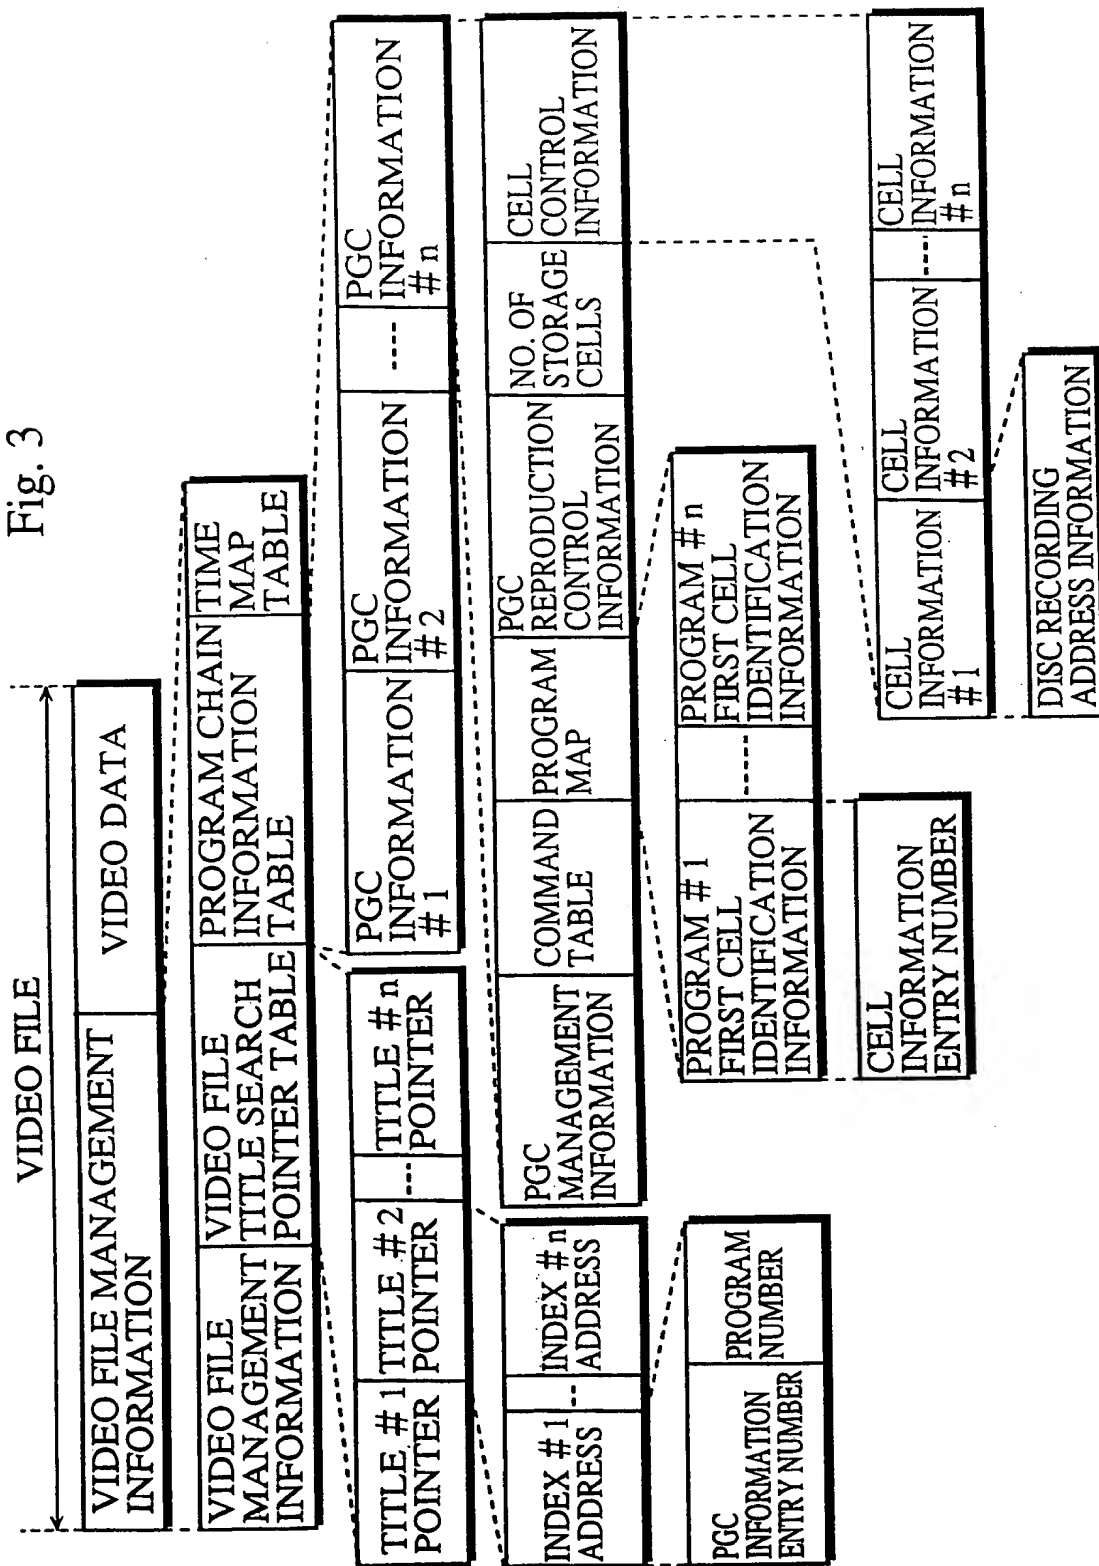 Fig. 3
VIDEO FILE
VIDEO FILE MANAGEMENT
INFORMATION
VIDEO DATA
VIDEO FILE
MANAGEMENT
INFORMATION
VIDEO FILE
TITLE SEARCH
POINTER TABLE
PROGRAM CHAIN
INFORMATION
TABLE
TIME
MAP
TABLE
TITLE # 1
POINTER
TITLE # 2
POINTER
TITLE # n
POINTER
PGC
INFORMATION
# 1
PGC
INFORMATION
# 2
PGC
INFORMATION
# n
INDEX # 1
ADDRESS
INDEX # n
ADDRESS
PGC
MANAGEMENT
INFORMATION
COMMAND
TABLE
PROGRAM
MAP
PGC
REPRODUCTION
CONTROL
INFORMATION
NO. OF
STORAGE
CELLS
CELL
CONTROL
INFORMATION
PGC
INFORMATION
ENTRY NUMBER
PROGRAM
NUMBER
PROGRAM # 1
FIRST CELL
IDENTIFICATION
INFORMATION
PROGRAM # n
FIRST CELL
IDENTIFICATION
INFORMATION
CELL
INFORMATION
ENTRY NUMBER
CELL
INFORMATION
# 1
CELL
INFORMATION
# 2
CELL
INFORMATION
# n
DISC RECORDING
ADDRESS INFORMATION